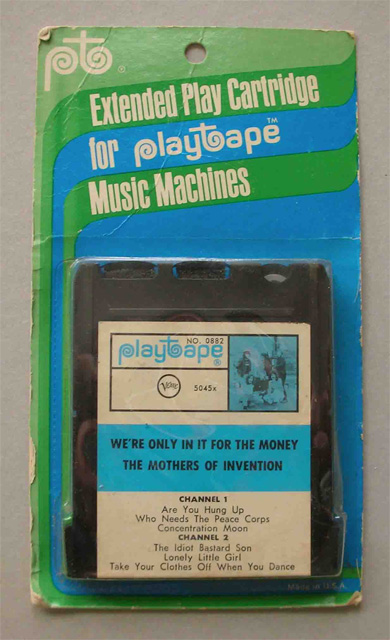 pt®
Extended Play Cartridge
for playtape™
Music Machines
NO. 0882
playtape®
Verve 5045x
WE'RE ONLY IN IT FOR THE MONEY
THE MOTHERS OF INVENTION
CHANNEL 1
Are You Hung Up
Who Needs The Peace Corps
Concentration Moon
CHANNEL 2
The Idiot Bastard Son
Lonely Little Girl
Take Your Clothes Off When You Dance
Made in U.S.A.